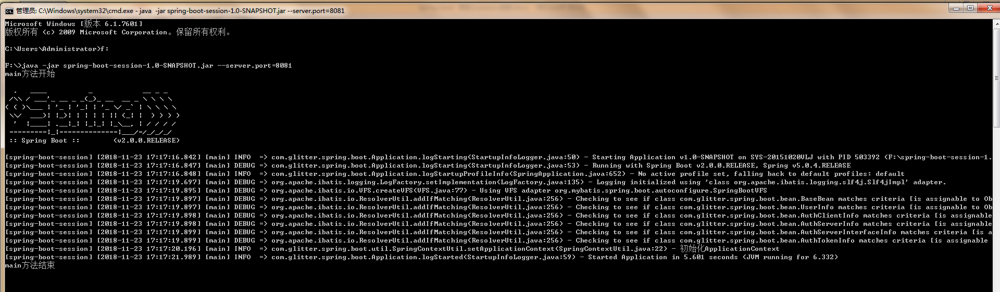 管理员: C:\Windows\system32\cmd.exe - java  -jar spring-boot-session-1.0-SNAPSHOT.jar --server.port=8081
Microsoft Windows [版本 6.1.7601]
版权所有 (c) 2009 Microsoft Corporation。保留所有权利。
C:\Users\Administrator>f:
F:\>java -jar spring-boot-session-1.0-SNAPSHOT.jar --server.port=8081
main方法开始
Spring
:: Spring Boot ::        (v2.0.0.RELEASE)
[spring-boot-session] [2018-11-23 17:17:16.842] [main] INFO  => com.glitter.spring.boot.Application.logStarting(StartupInfoLogger.java:50) - Starting Application v1.0-SNAPSHOT on SYS-20151020VLJ with PID 503392 (F:\spring-boot-session-1.
[spring-boot-session] [2018-11-23 17:17:16.847] [main] DEBUG => com.glitter.spring.boot.Application.logStarting(StartupInfoLogger.java:53) - Running with Spring Boot v2.0.0.RELEASE, Spring v5.0.4.RELEASE
[spring-boot-session] [2018-11-23 17:17:16.848] [main] INFO  => com.glitter.spring.boot.Application.logStartupProfileInfo(SpringApplication.java:652) - No active profile set, falling back to default profiles: default
[spring-boot-session] [2018-11-23 17:17:19.697] [main] DEBUG => org.apache.ibatis.logging.LogFactory.setImplementation(LogFactory.java:135) - Logging initialized using 'class org.apache.ibatis.logging.slf4j.Slf4jImpl' adapter.
[spring-boot-session] [2018-11-23 17:17:19.895] [main] DEBUG => org.apache.ibatis.io.VFS.createVFS(VFS.java:77) - Using VFS adapter org.mybatis.spring.boot.autoconfigure.SpringBootVFS
[spring-boot-session] [2018-11-23 17:17:19.897] [main] DEBUG => org.apache.ibatis.io.ResolverUtil.addIfMatching(ResolverUtil.java:256) - Checking to see if class com.glitter.spring.boot.bean.BaseBean matches criteria [is assignable to Ob
[spring-boot-session] [2018-11-23 17:17:19.897] [main] DEBUG => org.apache.ibatis.io.ResolverUtil.addIfMatching(ResolverUtil.java:256) - Checking to see if class com.glitter.spring.boot.bean.UserInfo matches criteria [is assignable to Ob
[spring-boot-session] [2018-11-23 17:17:19.898] [main] DEBUG => org.apache.ibatis.io.ResolverUtil.addIfMatching(ResolverUtil.java:256) - Checking to see if class com.glitter.spring.boot.bean.AuthClientInfo matches criteria [is assignable
[spring-boot-session] [2018-11-23 17:17:19.898] [main] DEBUG => org.apache.ibatis.io.ResolverUtil.addIfMatching(ResolverUtil.java:256) - Checking to see if class com.glitter.spring.boot.bean.AuthServerInfo matches criteria [is assignable
[spring-boot-session] [2018-11-23 17:17:19.899] [main] DEBUG => org.apache.ibatis.io.ResolverUtil.addIfMatching(ResolverUtil.java:256) - Checking to see if class com.glitter.spring.boot.bean.AuthServerInterfaceInfo matches criteria [is a
[spring-boot-session] [2018-11-23 17:17:19.899] [main] DEBUG => org.apache.ibatis.io.ResolverUtil.addIfMatching(ResolverUtil.java:256) - Checking to see if class com.glitter.spring.boot.bean.AuthTokenInfo matches criteria [is assignable
[spring-boot-session] [2018-11-23 17:17:20.196] [main] INFO  => com.glitter.spring.boot.util.SpringContextUtil.setApplicationContext(SpringContextUtil.java:22) - 初始化ApplicationContext
[spring-boot-session] [2018-11-23 17:17:21.989] [main] INFO  => com.glitter.spring.boot.Application.logStarted(StartupInfoLogger.java:59) - Started Application in 5.601 seconds (JVM running for 6.332)
main方法结束